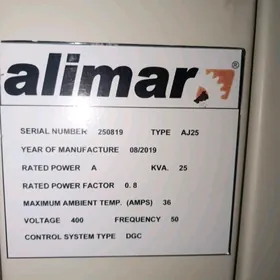 alimar
SERIAL NUMBER 250819 TYPE AJ25
YEAR OF MANUFACTURE 08/2019
RATED POWER A KVA. 25
RATED POWER FACTOR 0.8
MAXIMUM AMBIENT TEMP. (AMPS) 36
VOLTAGE 400 FREQUENCY 50
CONTROL SYSTEM TYPE DGC